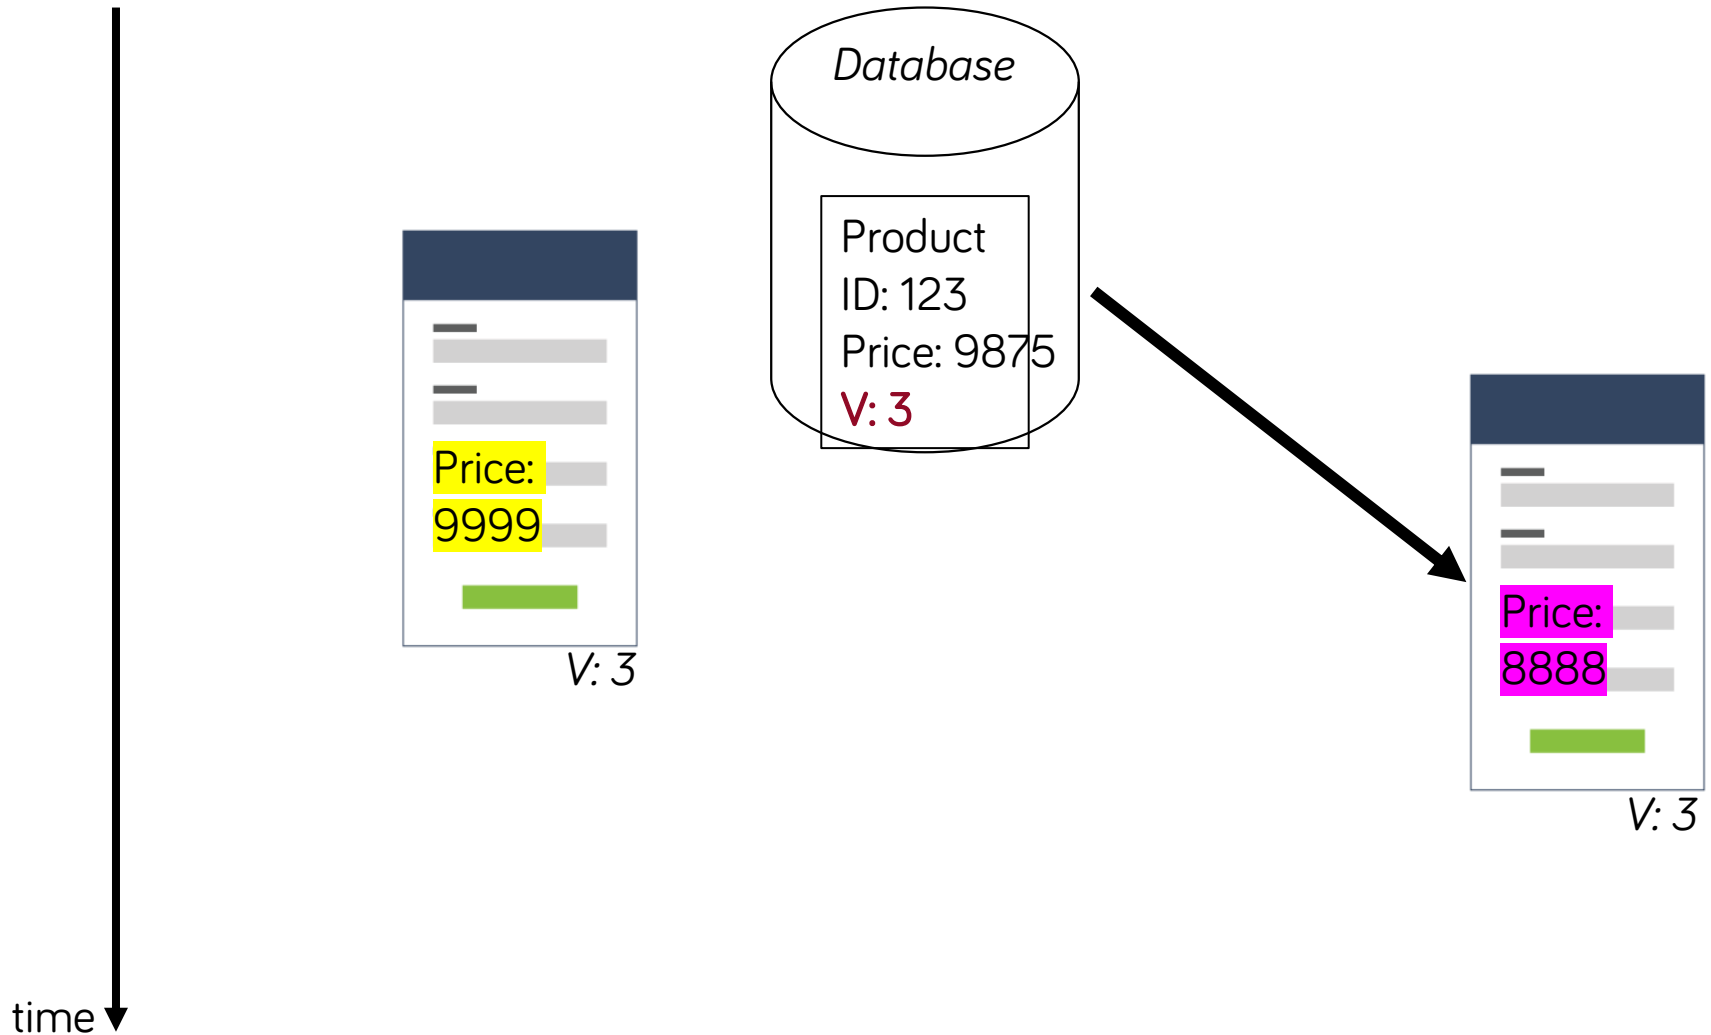 Database
Product
ID: 123
Price: 9875
V: 3
Price:
9999
V: 3
Price:
8888
V: 3
time